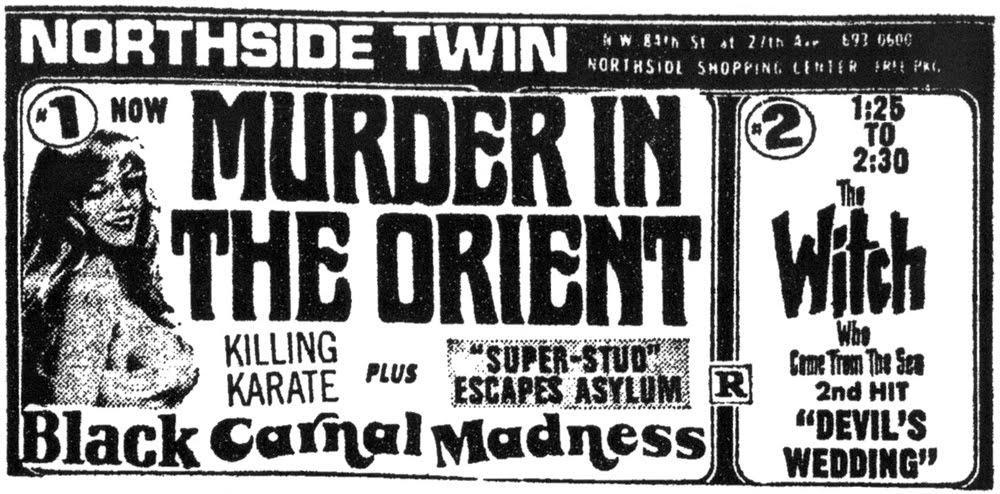 NORTHSIDE TWIN
N.W. 84th St at 27th Ave 693 0600
NORTHSIDE SHOPPING CENTER FREE PKG.
#1 NOW
MURDER IN
THE ORIENT
KILLING
KARATE
PLUS
"SUPER-STUD"
ESCAPES ASYLUM
Black Carnal Madness
R
#2
1:25
TO
2:30
The
Witch
Who
Came From The Sea
2nd HIT
"DEVIL'S
WEDDING"